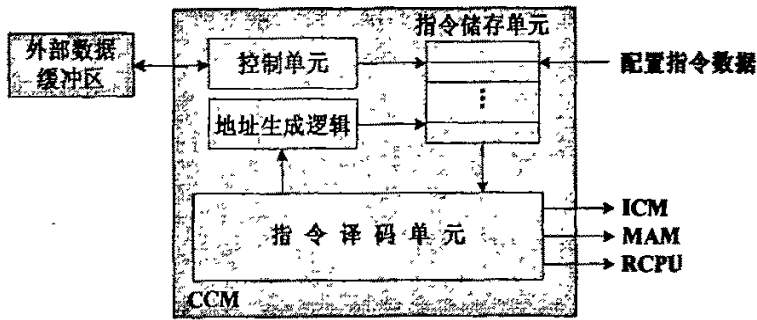 指令储存单元
外部数据
缓冲区
控制单元
配置指令数据
地址生成逻辑
指令译码单元
ICM
MAM
RCPU
CCM